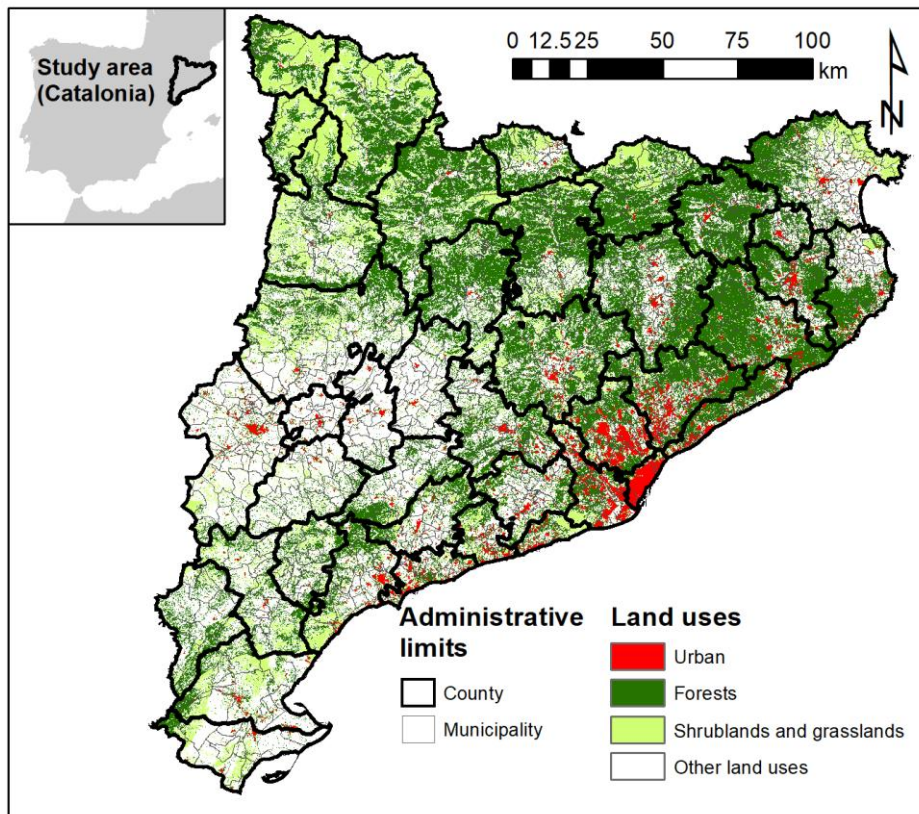 Study area
(Catalonia)
0 12.5 25 50 75 100
km
N
Administrative
limits
County
Municipality
Land uses
Urban
Forests
Shrublands and grasslands
Other land uses